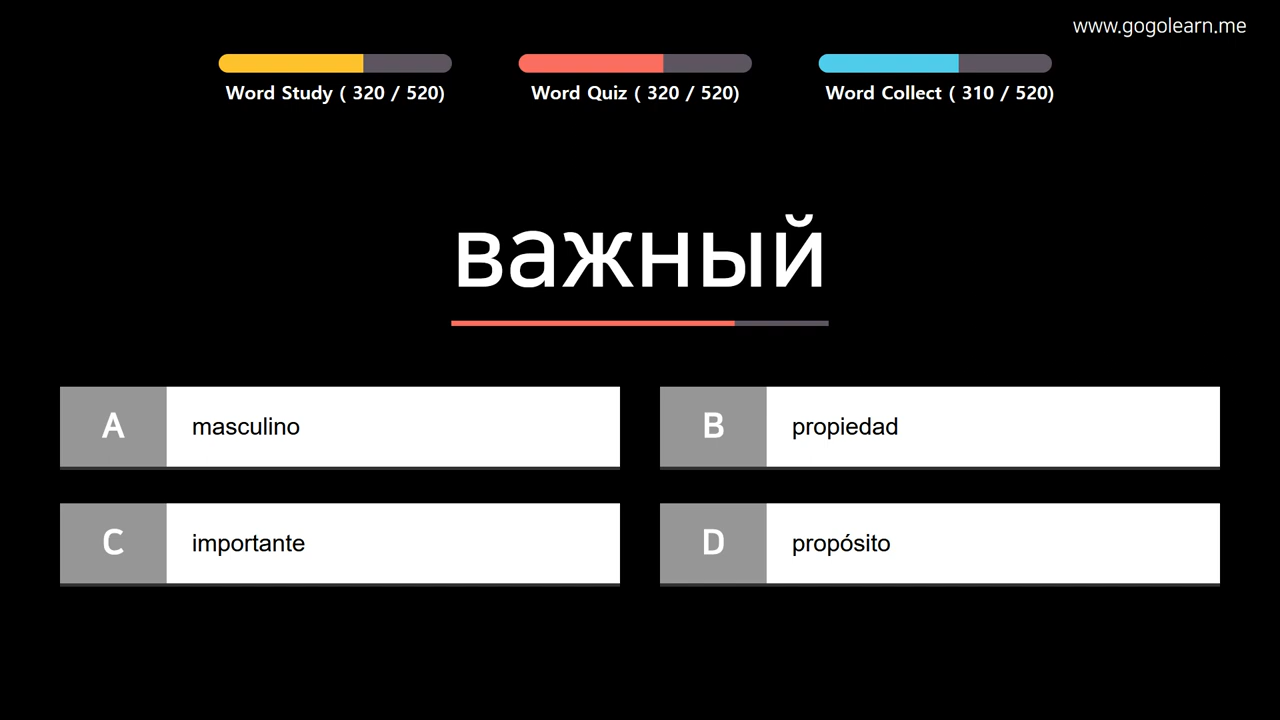 www.gogolearn.me
Word Study ( 320 / 520)
Word Quiz ( 320 / 520)
Word Collect ( 310 / 520)
важный
A masculino
B propiedad
C importante
D propósito